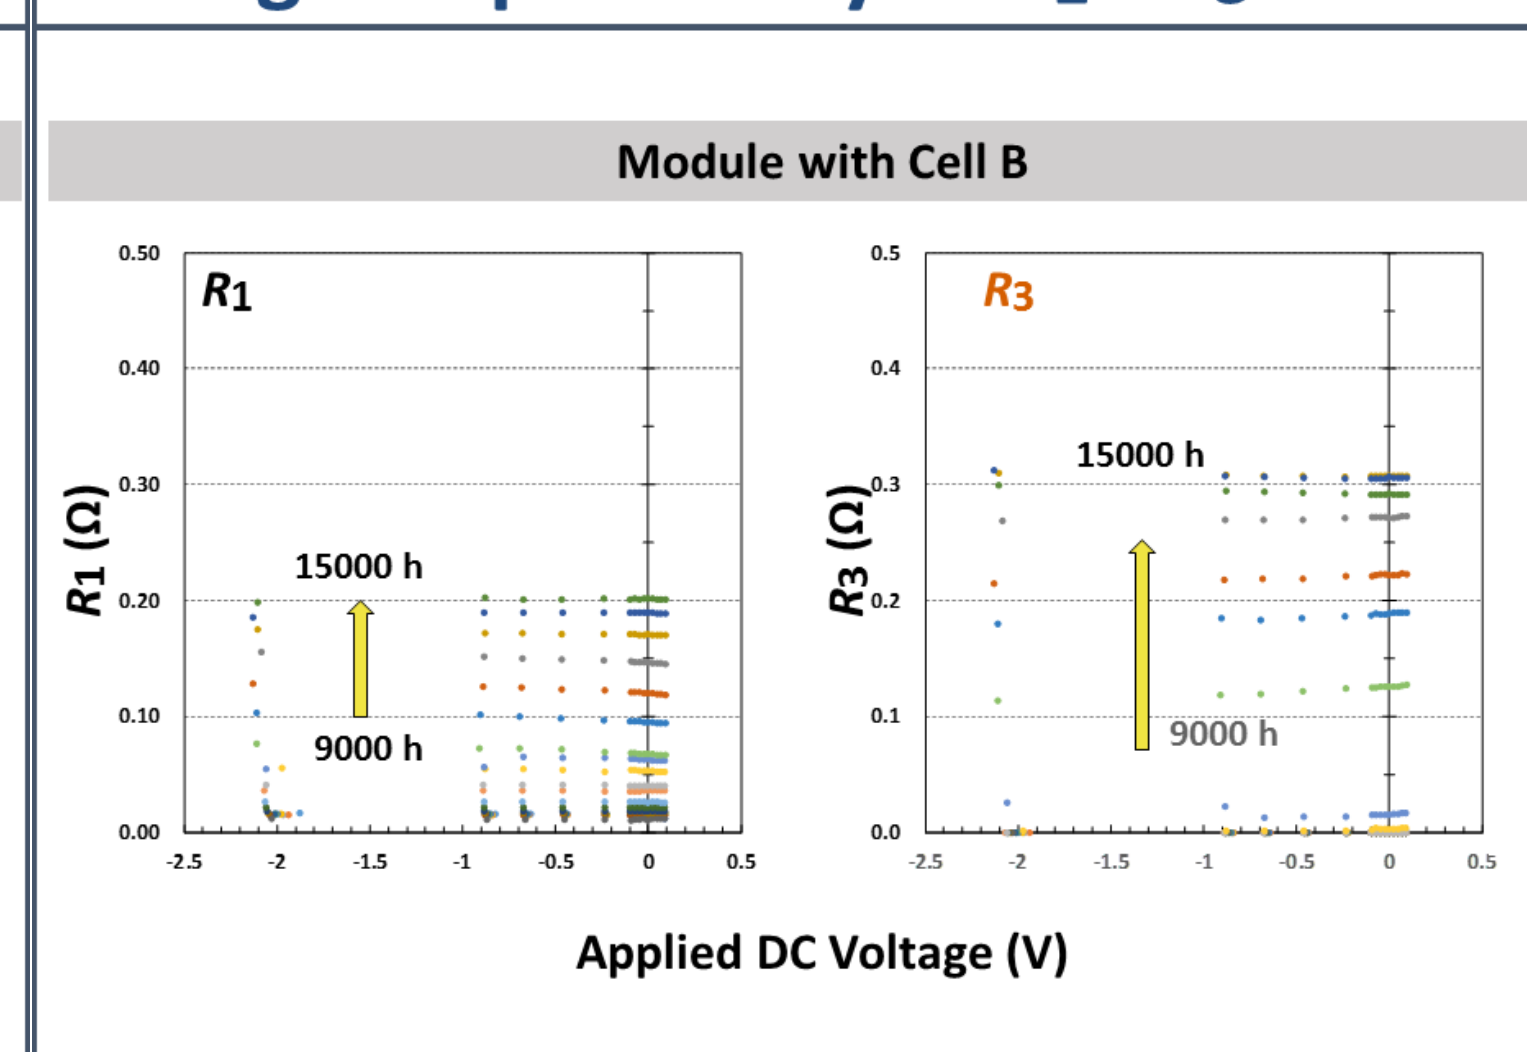 Module with Cell B
0.50
0.40
0.30
0.20
0.10
0.00
R1 (Ω)
R1
15000 h
9000 h
-2.5 -2 -1.5 -1 -0.5 0 0.5
0.5
0.4
0.3
0.2
0.1
0.0
R3 (Ω)
R3
15000 h
9000 h
-2.5 -2 -1.5 -1 -0.5 0 0.5
Applied DC Voltage (V)